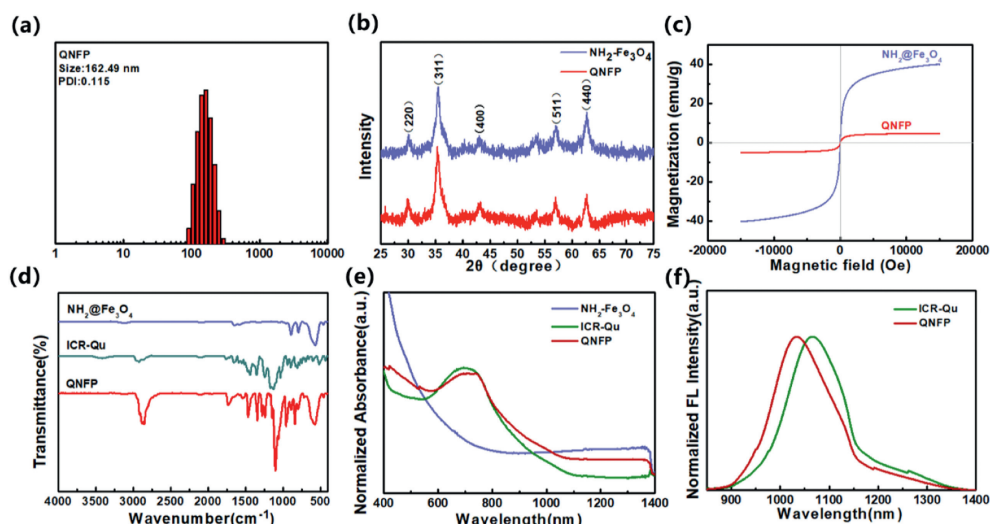 (a)
QNFP
Size:162.49 nm
PDI:0.115
1 10 100 1000 10000
(b)
NH₂-Fe₃O₄
QNFP
(220)
(311)
(400)
(511)
(440)
Intensity
25 30 35 40 45 50 55 60 65 70 75
2θ (degree)
(c)
NH₂@Fe₃O₄
QNFP
Magnetization (emu/g)
40
20
0
-20
-40
-20000 -10000 0 10000 20000
Magnetic field (Oe)
(d)
NH₂@Fe₃O₄
ICR-Qu
QNFP
Transmittance(%)
4000 3500 3000 2500 2000 1500 1000 500
Wavenumber(cm⁻¹)
(e)
NH₂-Fe₃O₄
ICR-Qu
QNFP
Normalized Absorbance(a.u.)
400 600 800 1000 1200 1400
Wavelength(nm)
(f)
ICR-Qu
QNFP
Normalized FL Intensity(a.u.)
900 1000 1100 1200 1300 1400
Wavelength(nm)